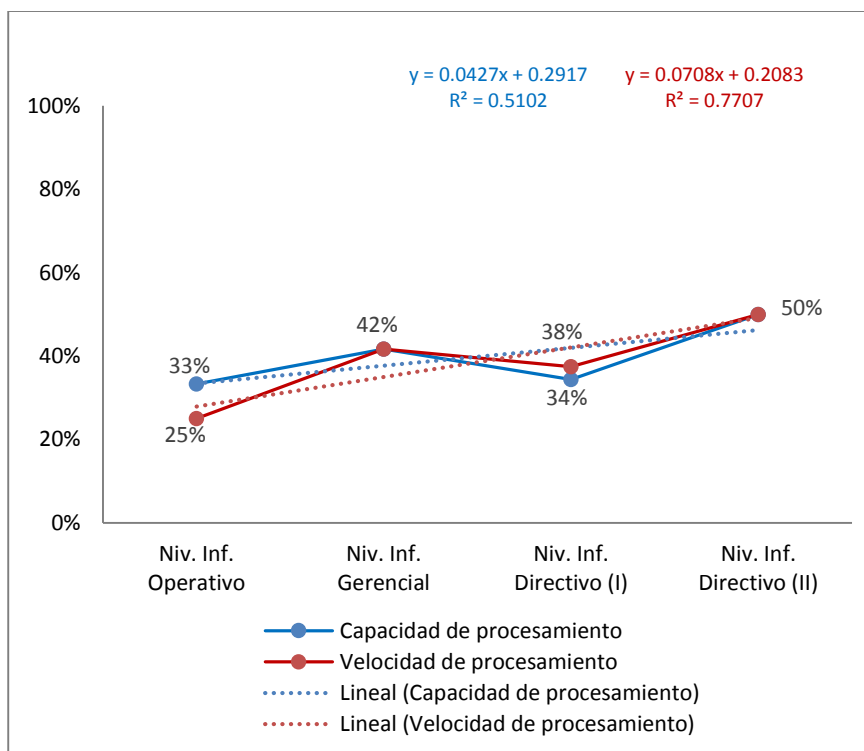 y = 0.0427x + 0.2917
R² = 0.5102
y = 0.0708x + 0.2083
R² = 0.7707
100%
80%
60%
40%
20%
0%
33%
25%
42%
38%
34%
50%
Niv. Inf.
Operativo
Niv. Inf.
Gerencial
Niv. Inf.
Directivo (I)
Niv. Inf.
Directivo (II)
Capacidad de procesamiento
Velocidad de procesamiento
Lineal (Capacidad de procesamiento)
Lineal (Velocidad de procesamiento)